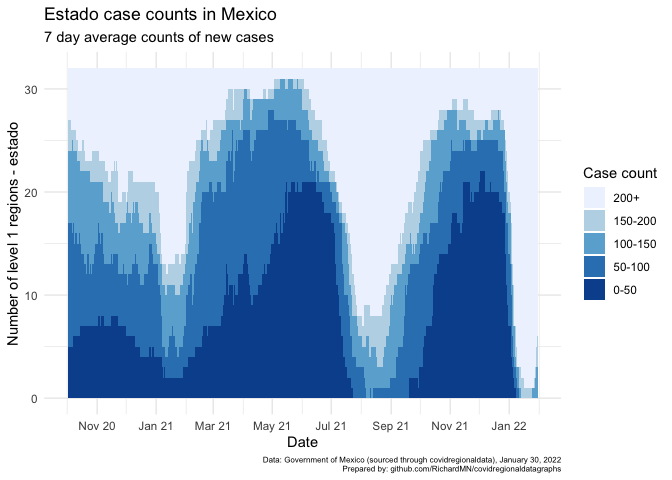 Estado case counts in Mexico
7 day average counts of new cases
Number of level 1 regions - estado
30
20
10
0
Nov 20 Jan 21 Mar 21 May 21 Jul 21 Sep 21 Nov 21 Jan 22
Date
Case count
200+
150-200
100-150
50-100
0-50
Data: Government of Mexico (sourced through covidregionaldata), January 30, 2022
Prepared by: github.com/RichardMN/covidregionaldatagraphs